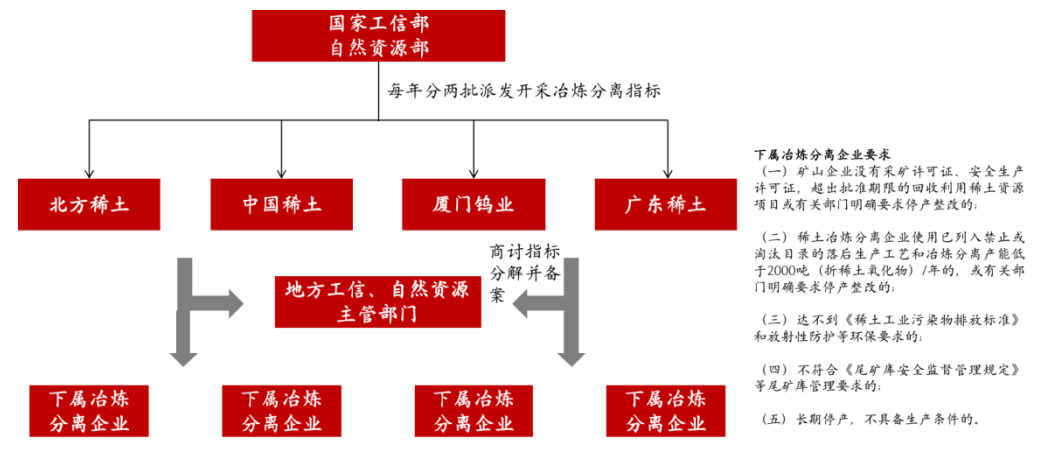 国家工信部
自然资源部
每年分两批派发开采冶炼分离指标
北方稀土
中国稀土
厦门钨业
广东稀土
商讨指标
分解并备
案
地方工信、自然资源
主管部门
下属冶炼
分离企业
下属冶炼
分离企业
下属冶炼
分离企业
下属冶炼
分离企业
下属冶炼分离企业要求
（一）矿山企业没有采矿许可证、安全生产
许可证，超出批准期限的回收利用稀土资源
项目或有关部门明确要求停产整改的;
（二）稀土冶炼分离企业使用已列入禁止或
淘汰目录的落后生产工艺和冶炼分离产能低
于2000吨（折稀土氧化物）/年的，或有关部
门明确要求停产整改的;
（三）达不到《稀土工业污染物排放标准》
和放射性防护等环保要求的;
（四）不符合《尾矿库安全监督管理规定》
等尾矿库管理要求的;
（五）长期停产，不具备生产条件的。